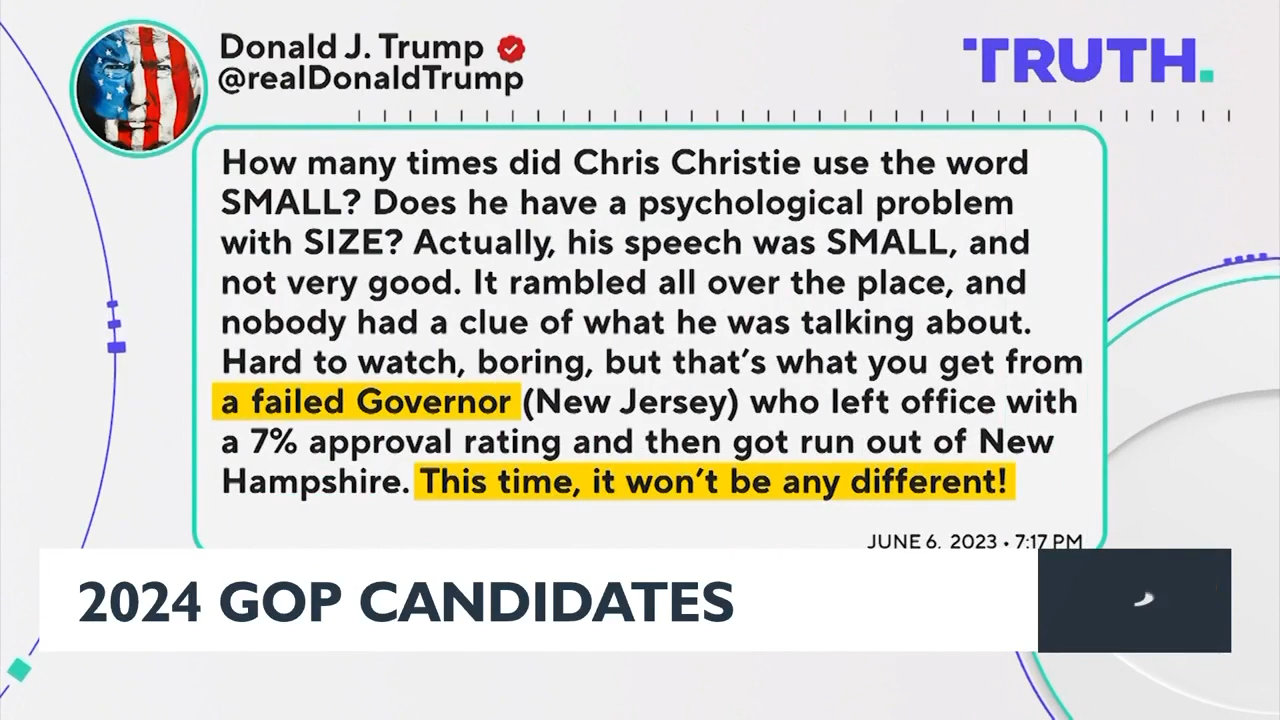 Donald J. Trump
@realDonaldTrump
TRUTH.
How many times did Chris Christie use the word
SMALL? Does he have a psychological problem
with SIZE? Actually, his speech was SMALL, and
not very good. It rambled all over the place, and
nobody had a clue of what he was talking about.
Hard to watch, boring, but that’s what you get from
a failed Governor (New Jersey) who left office with
a 7% approval rating and then got run out of New
Hampshire. This time, it won’t be any different!
JUNE 6, 2023 • 7:17 PM
2024 GOP CANDIDATES